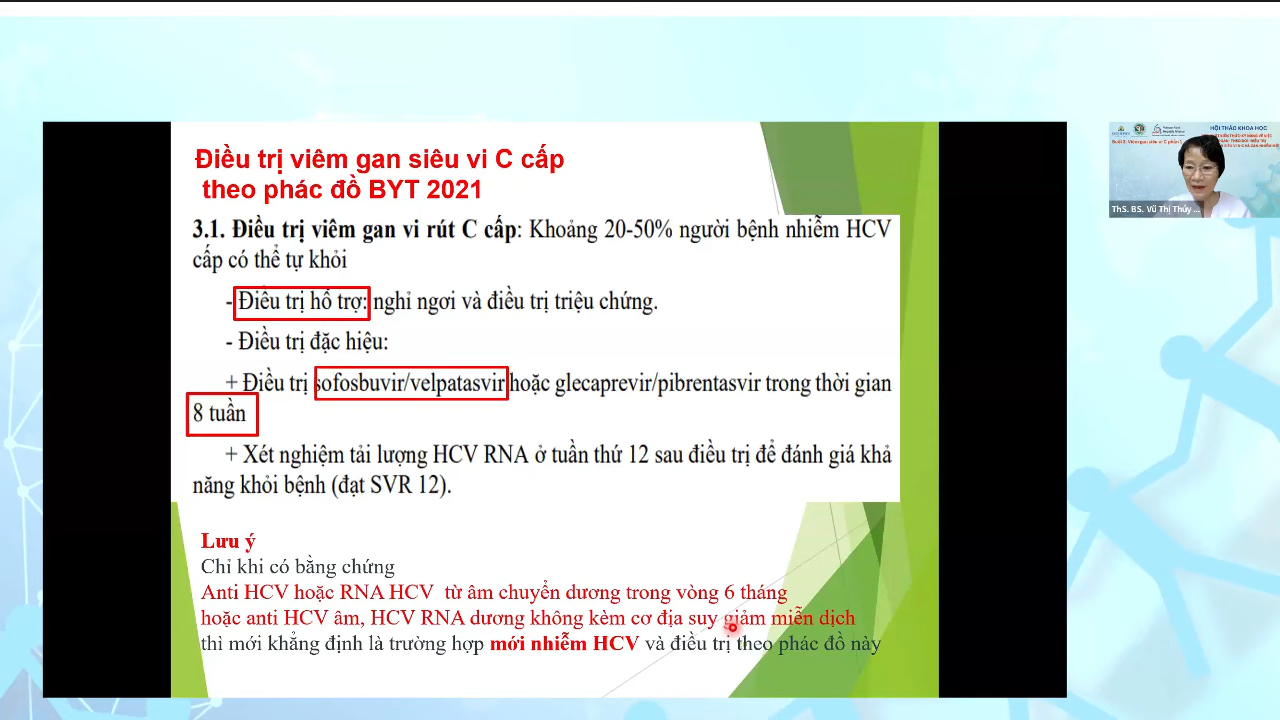 Điều trị viêm gan siêu vi C cấp
theo phác đồ BYT 2021
3.1. Điều trị viêm gan vi rút C cấp: Khoảng 20-50% người bệnh nhiễm HCV
cấp có thể tự khỏi
- Điều trị hỗ trợ: nghỉ ngơi và điều trị triệu chứng.
- Điều trị đặc hiệu:
+ Điều trị sofosbuvir/velpatasvir hoặc glecaprevir/pibrentasvir trong thời gian
8 tuần
+ Xét nghiệm tải lượng HCV RNA ở tuần thứ 12 sau điều trị để đánh giá khả
năng khỏi bệnh (đạt SVR 12).
Lưu ý
Chỉ khi có bằng chứng
Anti HCV hoặc RNA HCV từ âm chuyển dương trong vòng 6 tháng
hoặc anti HCV âm, HCV RNA dương không kèm cơ địa suy giảm miễn dịch
thì mới khẳng định là trường hợp mới nhiễm HCV và điều trị theo phác đồ này
HỘI THẢO KHOA HỌC
ThS. BS. Vũ Thị Thúy ...